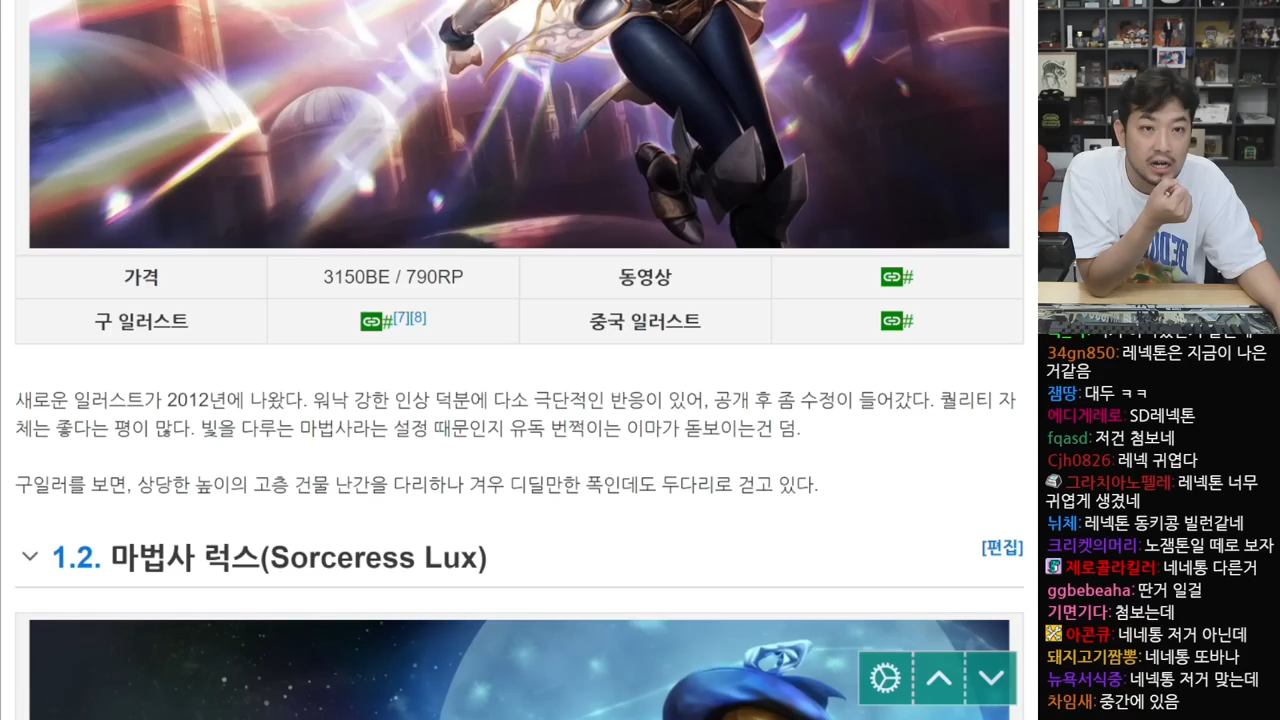 가격 3150BE / 790RP 동영상 #
구 일러스트 #[7][8] 중국 일러스트 #
새로운 일러스트가 2012년에 나왔다. 워낙 강한 인상 덕분에 다소 극단적인 반응이 있어, 공개 후 좀 수정이 들어갔다. 퀄리티 자
체는 좋다는 평이 많다. 빛을 다루는 마법사라는 설정 때문인지 유독 번쩍이는 이마가 돋보이는건 덤.
구일러를 보면, 상당한 높이의 고층 건물 난간을 다리하나 겨우 디딜만한 폭인데도 두다리로 걷고 있다.
1.2. 마법사 럭스(Sorceress Lux)
[편집]
34gn850: 레넥톤은 지금이 나은
거같음
잼땅: 대두 ㅋㅋ
에디게레로: SD레넥톤
fqasd: 저건 첨보네
Cjh0826: 레넥 귀엽다
그라치아노펠레: 레넥톤 너무
귀엽게 생겼네
뉘체: 레넥톤 동키콩 빌런같네
크리켓의머리: 노잼톤일 떼로 보자
제로콜라킬러: 네네통 다른거
ggbebeaha: 딴거 일걸
기면기다: 첨보는데
아콘큐: 네네통 저거 아닌데
돼지고기짬뽕: 네네통 또바나
뉴욕서식중: 네넥통 저거 맞는데
차임새: 중간에 있음